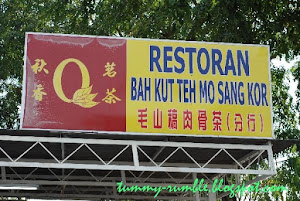 秋香
Q
茗茶
RESTORAN
BAH KUT TEH MO SANG KOR
毛山稿肉骨茶(分行)
tummy-rumble.blogspot.com